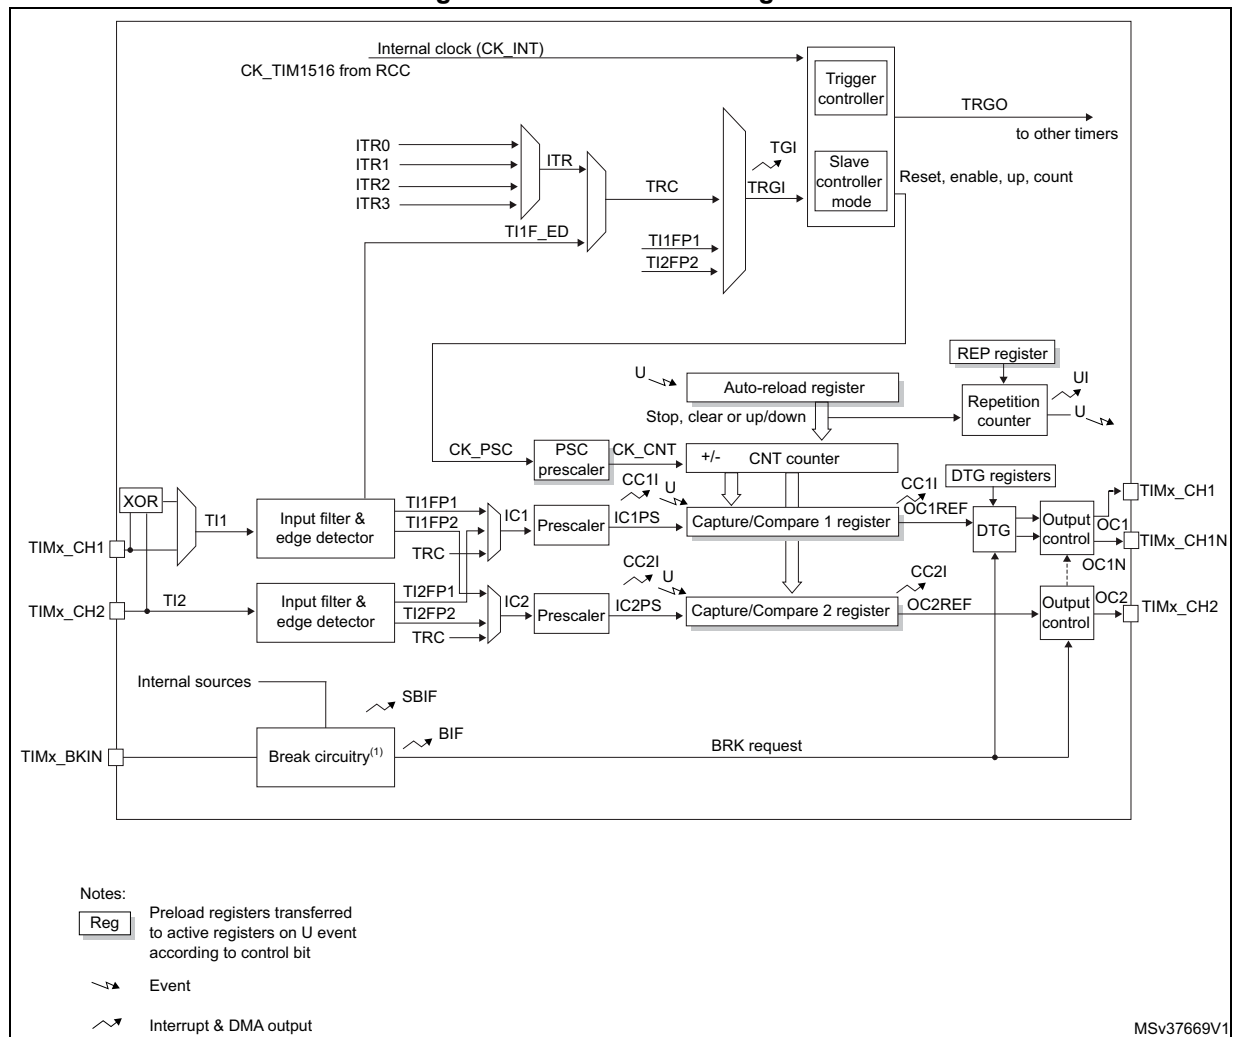 Internal clock (CK_INT)
CK_TIM1516 from RCC
Trigger
controller
TRGO
to other timers
ITR0
ITR1
ITR2
ITR3
ITR
TRC
TGI
TRGI
Slave
controller
mode
Reset, enable, up, count
TI1F_ED
TI1FP1
TI2FP2
REP register
U
Auto-reload register
UI
Repetition
counter
U
Stop, clear or up/down
CK_PSC
PSC
prescaler
CK_CNT
+/-
CNT counter
DTG registers
XOR
TI1
Input filter &
edge detector
TI1FP1
TI1FP2
TRC
IC1
Prescaler
IC1PS
CC1I
U
Capture/Compare 1 register
CC1I
OC1REF
DTG
Output
control
OC1
TIMx_CH1
TIMx_CH1N
OC1N
TIMx_CH1
TIMx_CH2
TI2
Input filter &
edge detector
TI2FP1
TI2FP2
TRC
IC2
Prescaler
IC2PS
CC2I
U
Capture/Compare 2 register
CC2I
OC2REF
Output
control
OC2
TIMx_CH2
Internal sources
SBIF
TIMx_BKIN
Break circuitry(1)
BIF
BRK request
Notes:
Reg
Preload registers transferred
to active registers on U event
according to control bit
Event
Interrupt & DMA output
MSv37669V1